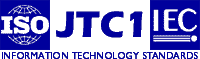 ISO JTC1 IEC
INFORMATION TECHNOLOGY STANDARDS